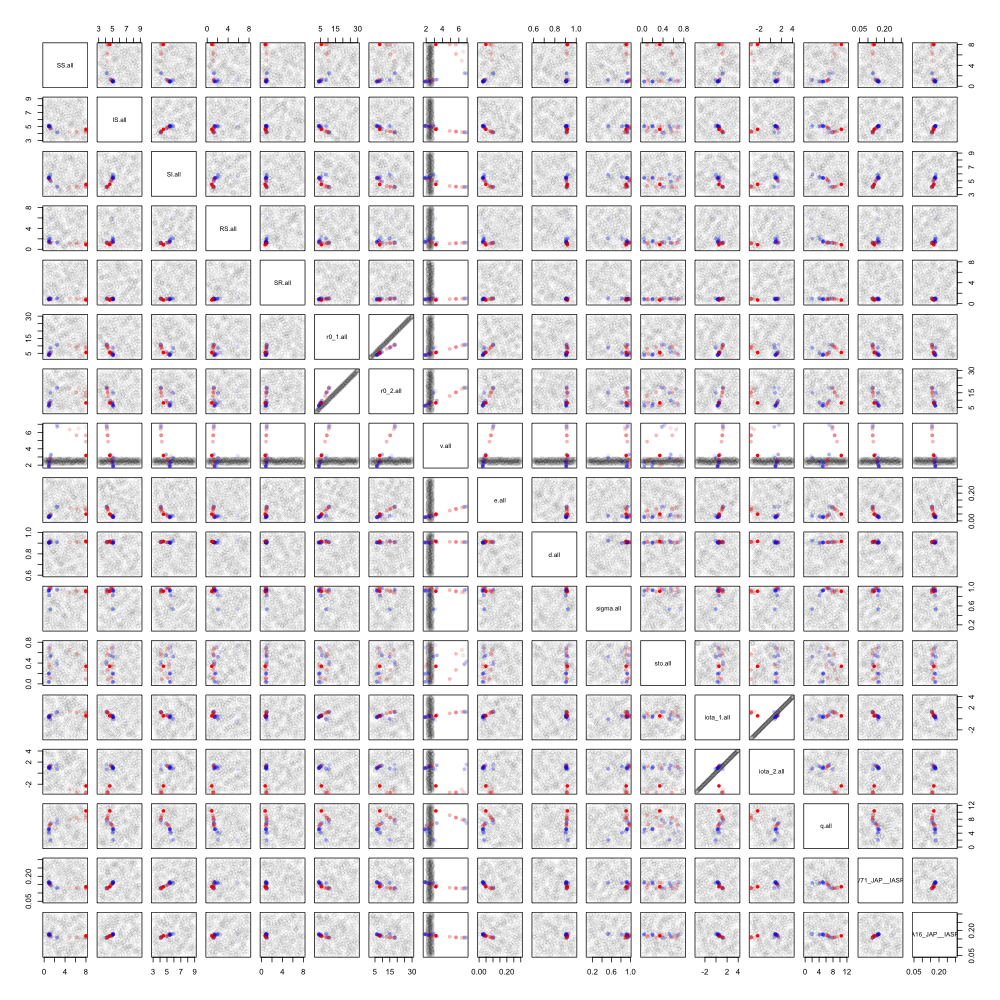 3 5 7 9 0 4 8 5 15 30 2 4 6 0.6 0.8 1.0 0.0 0.4 0.8 -2 2 4 0.05 0.20
SS.all 0 4 8
3 5 7 9 IS.all
SI.all 3 5 7 9
0 4 8 RS.all
SR.all 0 4 8
5 15 30 r0_1.all
r0_2.all 5 15 30
2 4 6 v.all
e.all 0.00 0.20
0.6 0.8 1.0 d.all
sigma.all 0.2 0.6 1.0
0.0 0.4 0.8 sto.all
iota_1.all -2 2 4
-2 2 4 iota_2.all
q.all 0 4 8 12
0.05 0.20
0.05 0.20
0 4 8 3 5 7 9 0 4 8 5 15 30 0.00 0.20 0.2 0.6 1.0 -2 2 4 0 4 8 12 0.05 0.20